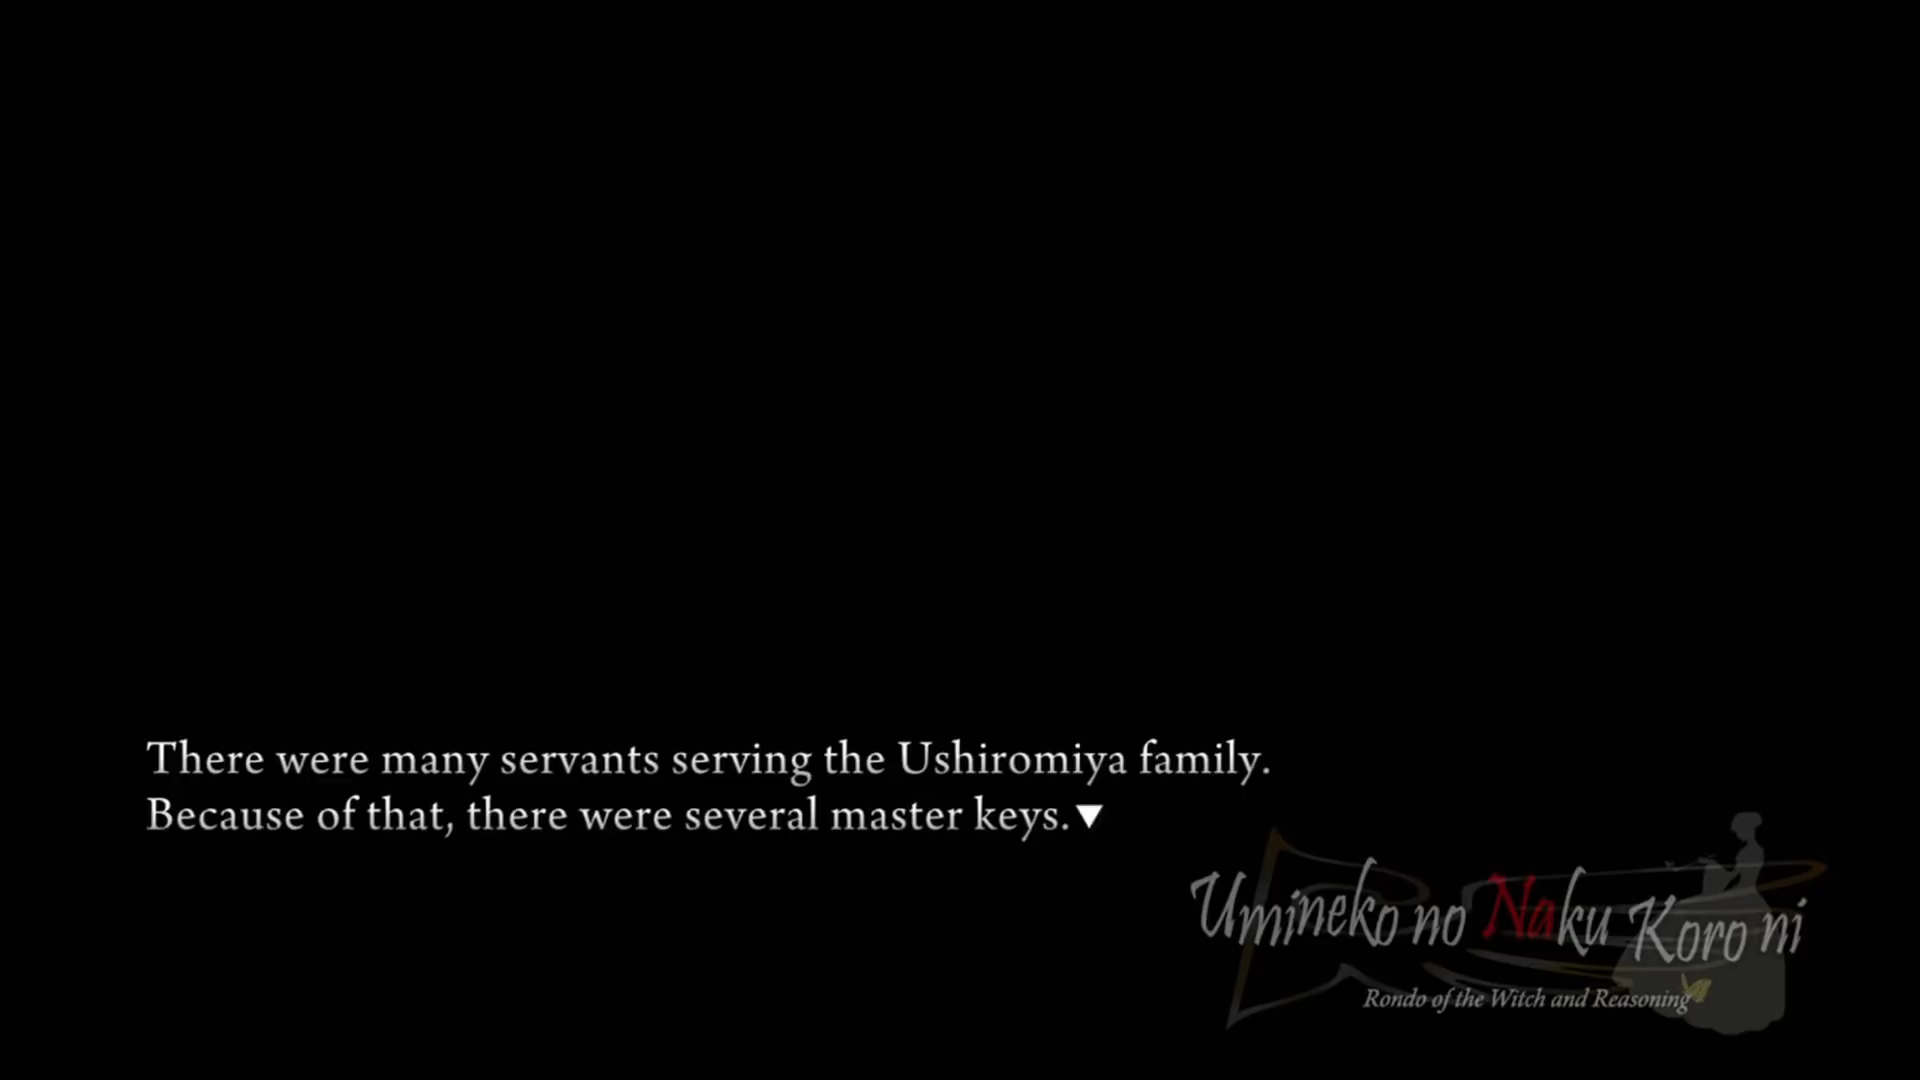 There were many servants serving the Ushiromiya family.
Because of that, there were several master keys.
Umineko no Naku Koro ni
Rondo of the Witch and Reasoning